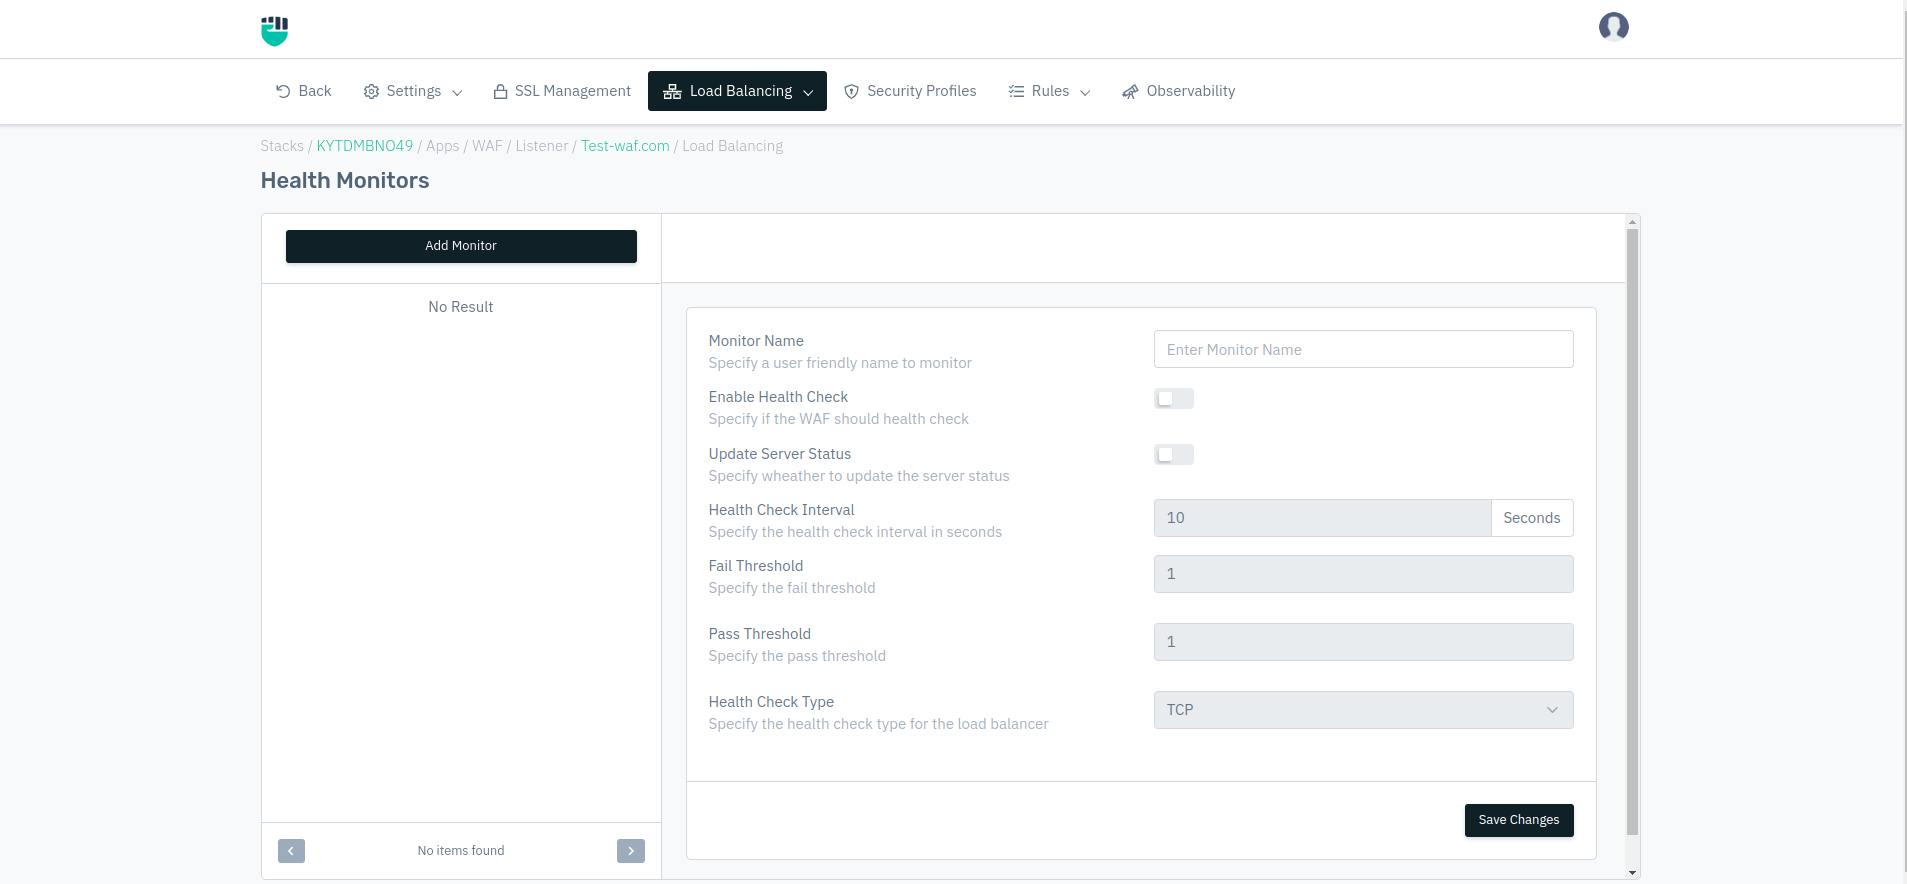 Back
Settings
SSL Management
Load Balancing
Security Profiles
Rules
Observability
Stacks / KYTDMBNO49 / Apps / WAF / Listener / Test-waf.com / Load Balancing
Health Monitors
Add Monitor
No Result
No items found
Monitor Name
Specify a user friendly name to monitor
Enter Monitor Name
Enable Health Check
Specify if the WAF should health check
Update Server Status
Specify wheather to update the server status
Health Check Interval
Specify the health check interval in seconds
10
Seconds
Fail Threshold
Specify the fail threshold
1
Pass Threshold
Specify the pass threshold
1
Health Check Type
Specify the health check type for the load balancer
TCP
Save Changes